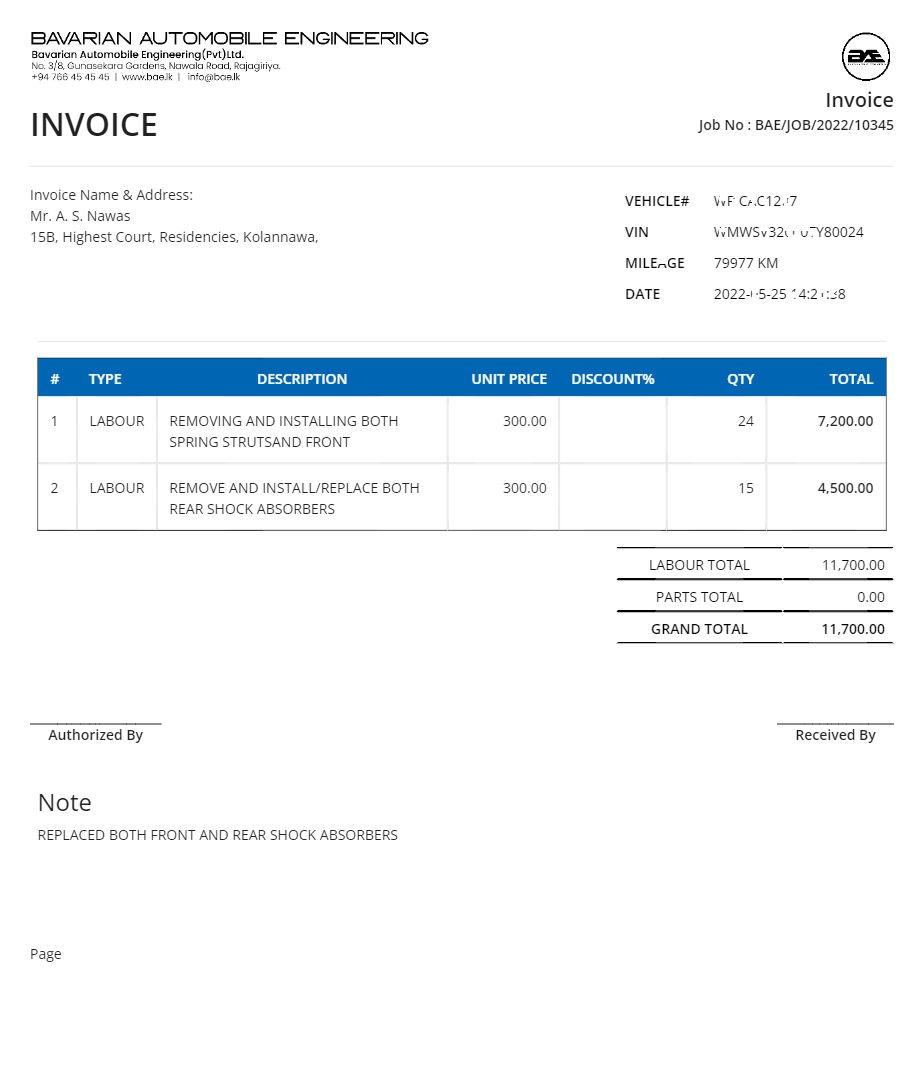 BAVARIAN AUTOMOBILE ENGINEERING
Bavarian Automobile Engineering(Pvt)Ltd.
No. 3/8, Gunasekara Gardens, Nawala Road, Rajagiriya.
+94 766 45 45 45 | www.bae.lk | info@bae.lk
BAE
Invoice
INVOICE
Job No : BAE/JOB/2022/10345
Invoice Name & Address:
Mr. A. S. Nawas
15B, Highest Court, Residencies, Kolannawa,
VEHICLE#
VIN
MILEAGE 79977 KM
DATE
# TYPE DESCRIPTION UNIT PRICE DISCOUNT% QTY TOTAL
1 LABOUR REMOVING AND INSTALLING BOTH 300.00 24 7,200.00
SPRING STRUTSAND FRONT
2 LABOUR REMOVE AND INSTALL/REPLACE BOTH 300.00 15 4,500.00
REAR SHOCK ABSORBERS
LABOUR TOTAL 11,700.00
PARTS TOTAL 0.00
GRAND TOTAL 11,700.00
Authorized By Received By
Note
REPLACED BOTH FRONT AND REAR SHOCK ABSORBERS
Page